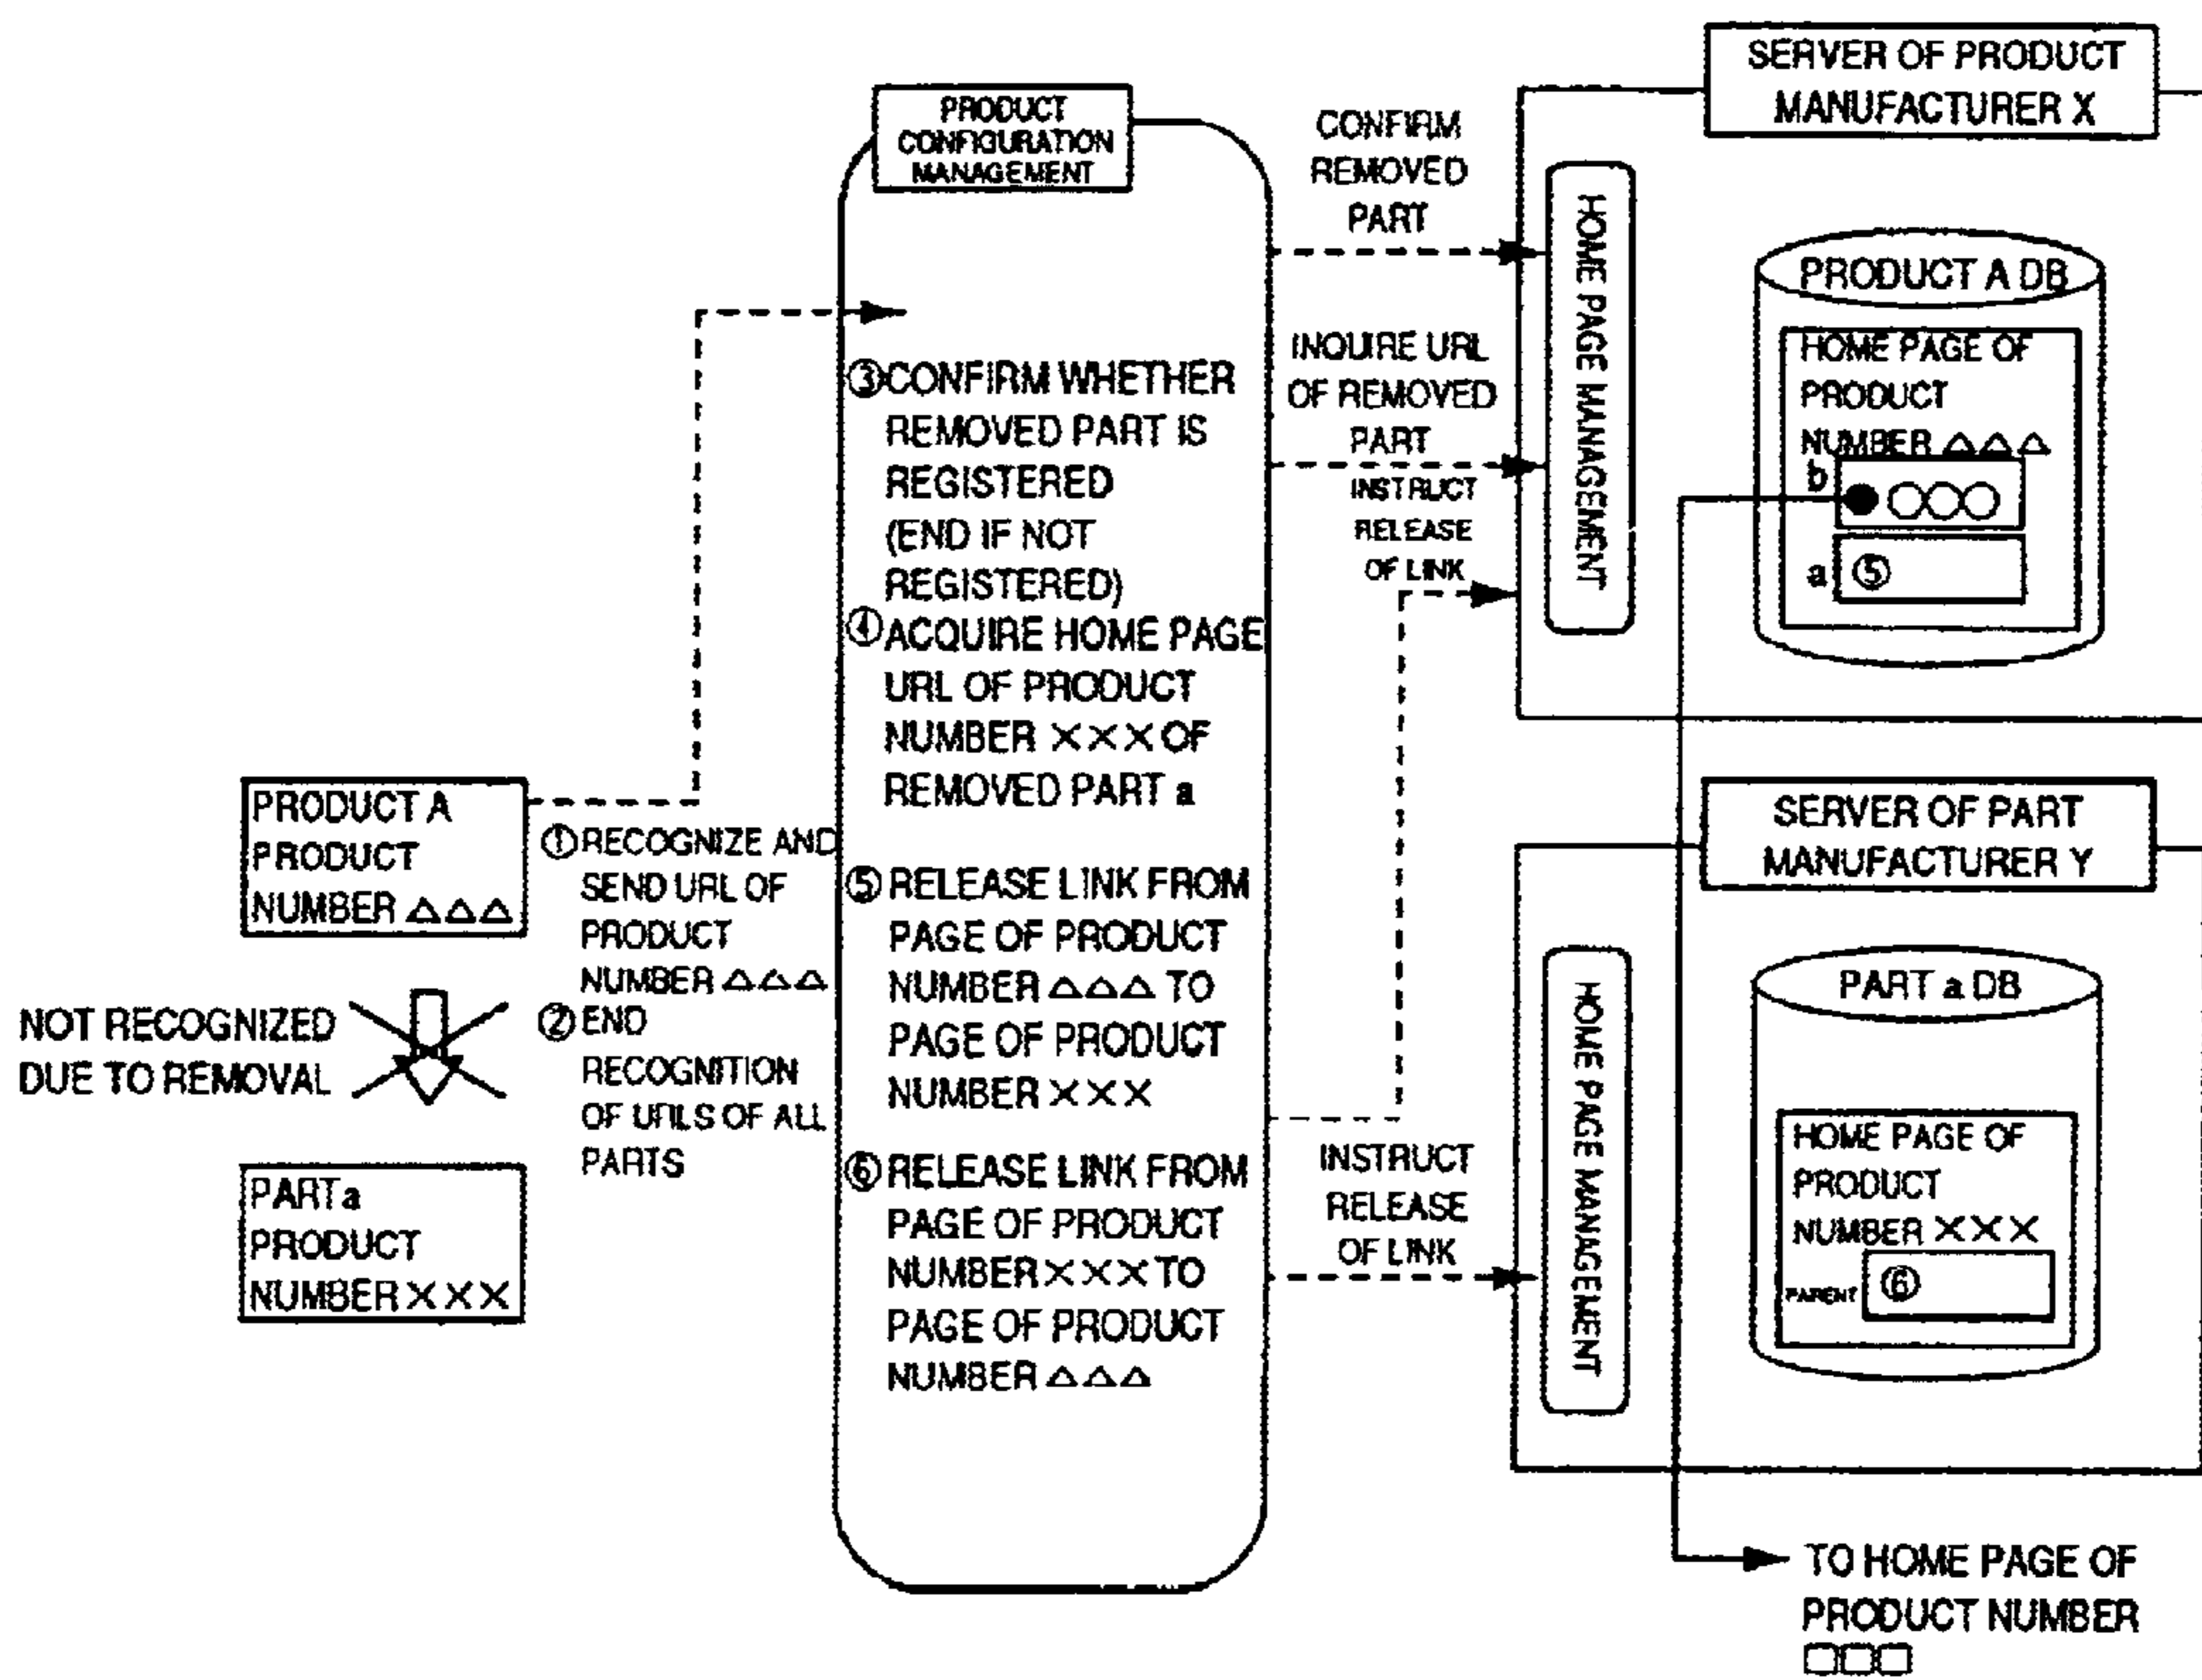 PRODUCT
CONFIGURATION
MANAGEMENT
③CONFIRM WHETHER
REMOVED PART IS
REGISTERED
(END IF NOT
REGISTERED)
④ACQUIRE HOME PAGE
URL OF PRODUCT
NUMBER ×××OF
REMOVED PART a
⑤RELEASE LINK FROM
PAGE OF PRODUCT
NUMBER △△△ TO
PAGE OF PRODUCT
NUMBER ×××
⑥RELEASE LINK FROM
PAGE OF PRODUCT
NUMBER×××TO
PAGE OF PRODUCT
NUMBER △△△
PRODUCT A
PRODUCT
NUMBER △△△
①RECOGNIZE AND
SEND URL OF
PRODUCT
NUMBER △△△
②END
RECOGNITION
OF URLS OF ALL
PARTS
NOT RECOGNIZED
DUE TO REMOVAL
PART a
PRODUCT
NUMBER×××
CONFIRM
REMOVED
PART
INQUIRE URL
OF REMOVED
PART
INSTRUCT
RELEASE
OF LINK
INSTRUCT
RELEASE
OF LINK
SERVER OF PRODUCT
MANUFACTURER X
HOME PAGE MANAGEMENT
PRODUCT A DB
HOME PAGE OF
PRODUCT
NUMBER △△△
b
●○○○
a ⑤
SERVER OF PART
MANUFACTURER Y
HOME PAGE MANAGEMENT
PART a DB
HOME PAGE OF
PRODUCT
NUMBER ×××
PARENT ⑥
TO HOME PAGE OF
PRODUCT NUMBER
□□□